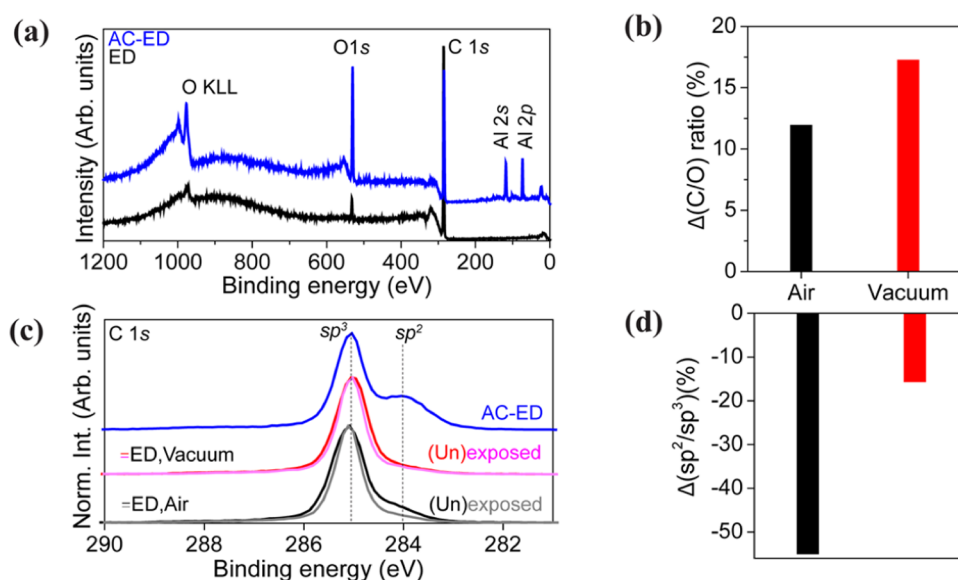 (a)
AC-ED
ED
O KLL
O1s
C 1s
Al 2s
Al 2p
Intensity (Arb. units)
1200 1000 800 600 400 200 0
Binding energy (eV)
(b)
Δ(C/O) ratio (%)
20
15
10
5
0
Air Vacuum
(c)
C 1s
sp³ sp²
AC-ED
=ED,Vacuum (Un)exposed
=ED,Air (Un)exposed
Norm. Int. (Arb. units)
290 288 286 284 282
Binding energy (eV)
(d)
Δ(sp²/sp³)(%)
0
-10
-20
-30
-40
-50